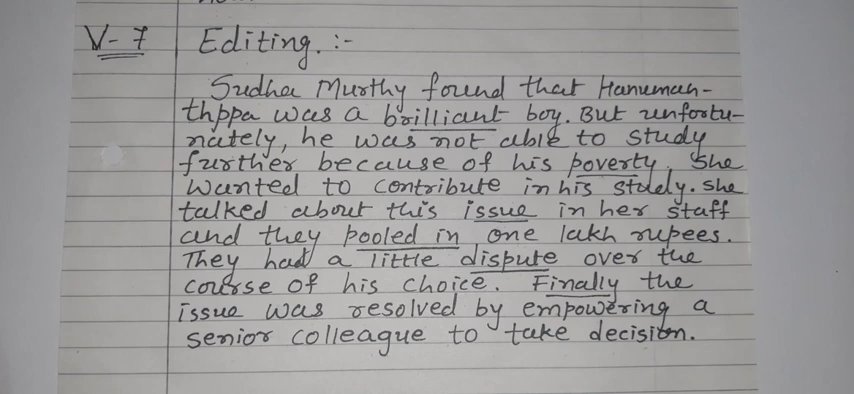 V-7 Editing. :-
Sudha Murthy found that Hanuman-
thppa was a brilliant boy. But unfortu-
nately, he was not able to study
further because of his poverty. She
wanted to contribute in his study. she
talked about this issue in her staff
and they pooled in one lakh rupees.
They had a little dispute over the
course of his choice. Finally the
issue was resolved by empowering a
senior colleague to take decision.